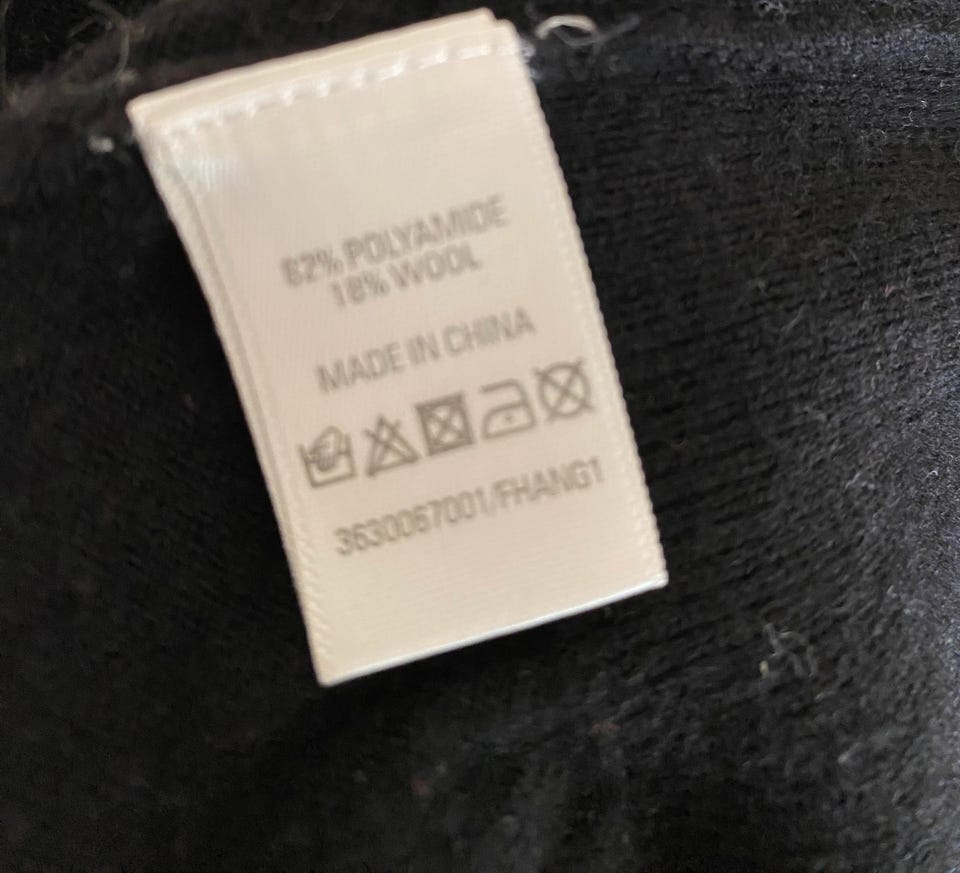 82% POLYAMIDE
18% WOOL
MADE IN CHINA
3630067001/FHANG1